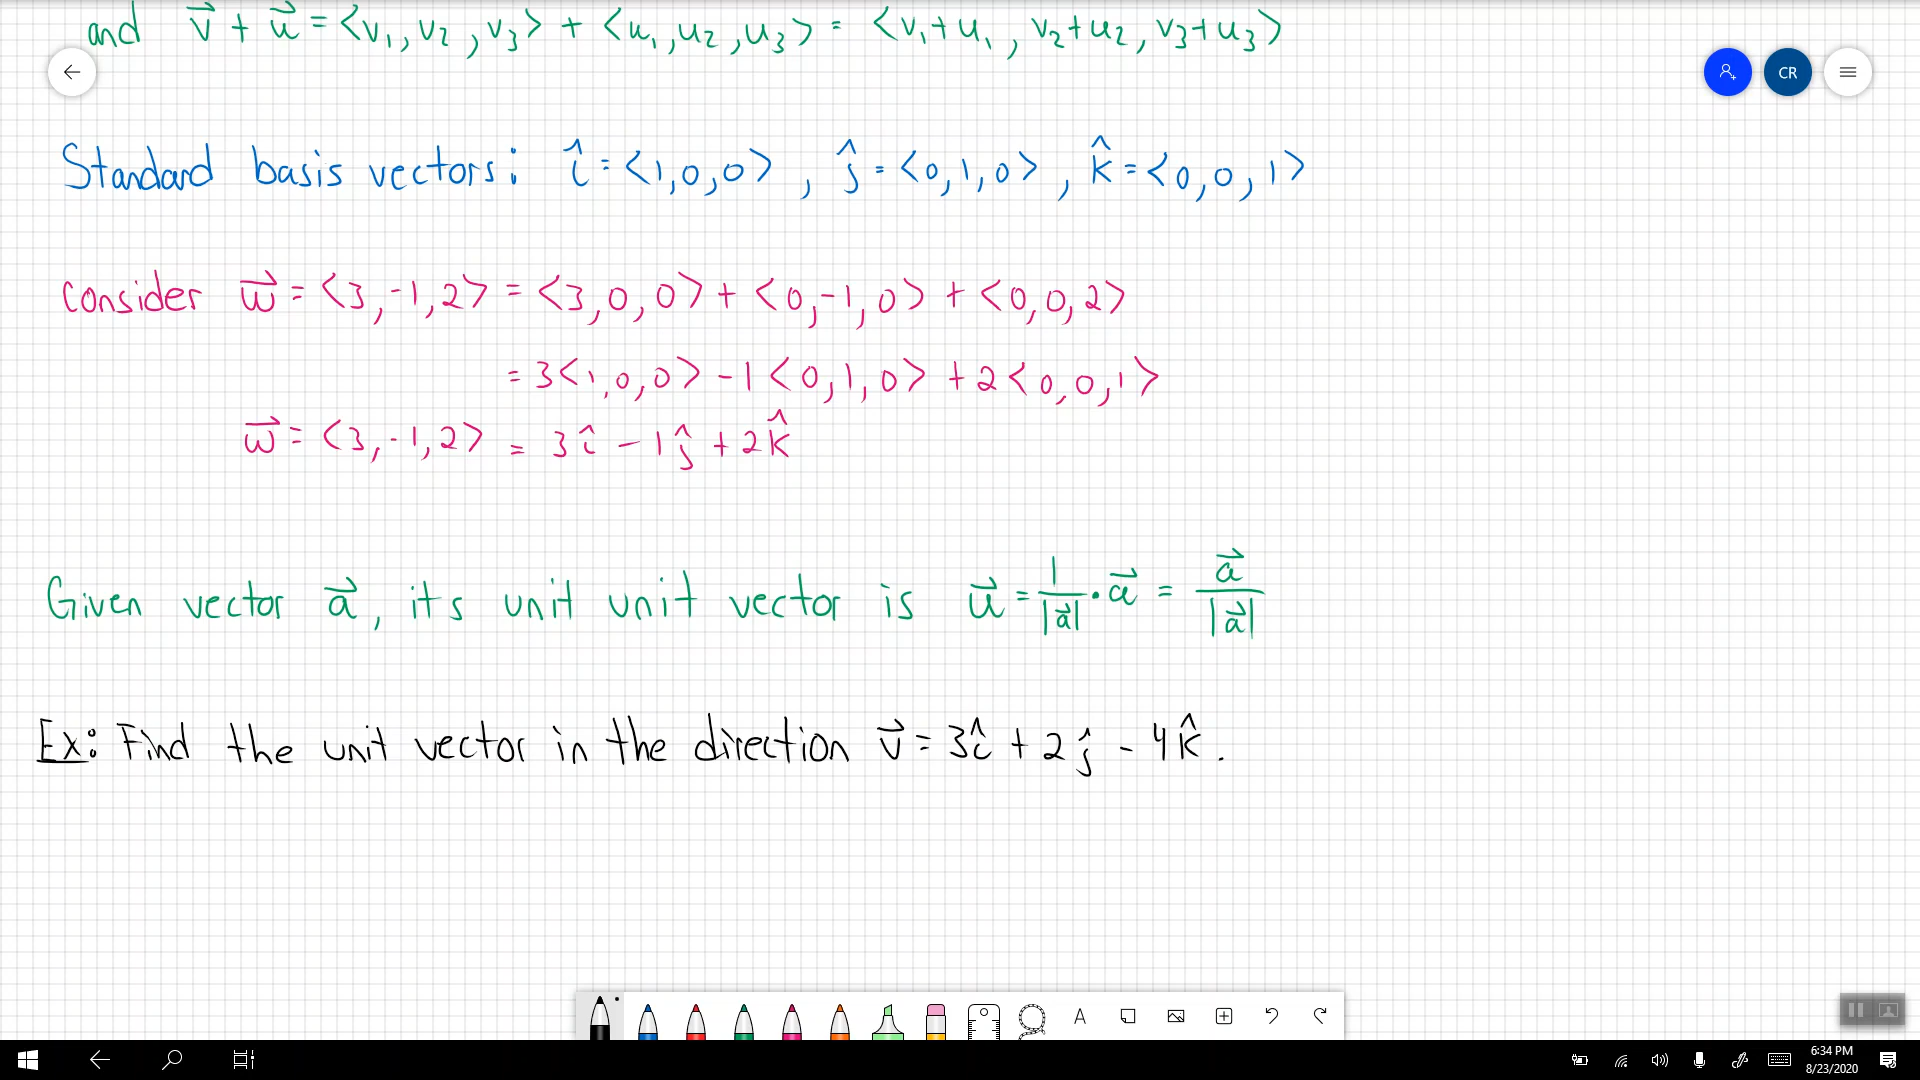 and v⃗ + u⃗ = <v₁, v₂, v₃> + <u₁, u₂, u₃> = <v₁+u₁, v₂+u₂, v₃+u₃>
CR
Standard basis vectors: î = <1,0,0>, ĵ = <0,1,0>, k̂ = <0,0,1>
Consider w⃗ = <3,-1,2> = <3,0,0> + <0,-1,0> + <0,0,2>
= 3<1,0,0> - 1<0,1,0> + 2<0,0,1>
w⃗ = <3,-1,2> = 3î - 1ĵ + 2k̂
Given vector a⃗, its unit unit vector is u⃗ = 1/|a⃗| · a⃗ = a⃗/|a⃗|
Ex: Find the unit vector in the direction v⃗ = 3î + 2ĵ - 4k̂.
A
6:34 PM
8/23/2020